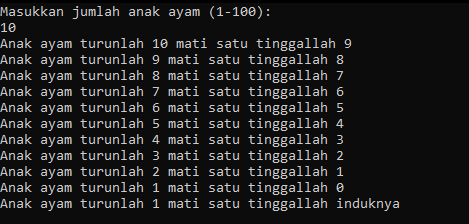 Masukkan jumlah anak ayam (1-100):
10
Anak ayam turunlah 10 mati satu tinggallah 9
Anak ayam turunlah 9 mati satu tinggallah 8
Anak ayam turunlah 8 mati satu tinggallah 7
Anak ayam turunlah 7 mati satu tinggallah 6
Anak ayam turunlah 6 mati satu tinggallah 5
Anak ayam turunlah 5 mati satu tinggallah 4
Anak ayam turunlah 4 mati satu tinggallah 3
Anak ayam turunlah 3 mati satu tinggallah 2
Anak ayam turunlah 2 mati satu tinggallah 1
Anak ayam turunlah 1 mati satu tinggallah 0
Anak ayam turunlah 1 mati satu tinggallah induknya